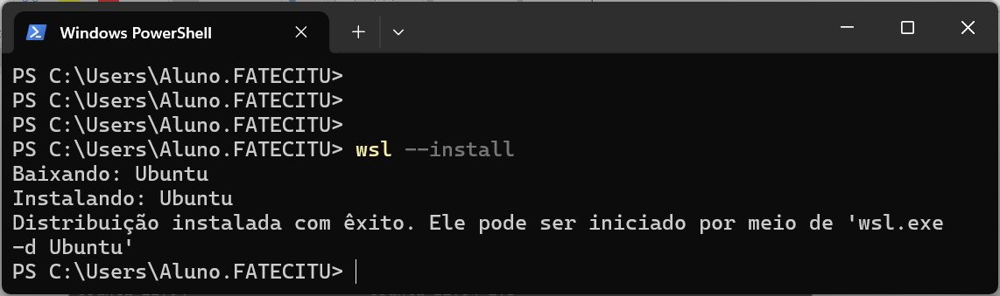 Windows PowerShell
PS C:\Users\Aluno.FATECITU>
PS C:\Users\Aluno.FATECITU>
PS C:\Users\Aluno.FATECITU>
PS C:\Users\Aluno.FATECITU> wsl --install
Baixando: Ubuntu
Instalando: Ubuntu
Distribuição instalada com êxito. Ele pode ser iniciado por meio de 'wsl.exe
-d Ubuntu'
PS C:\Users\Aluno.FATECITU>